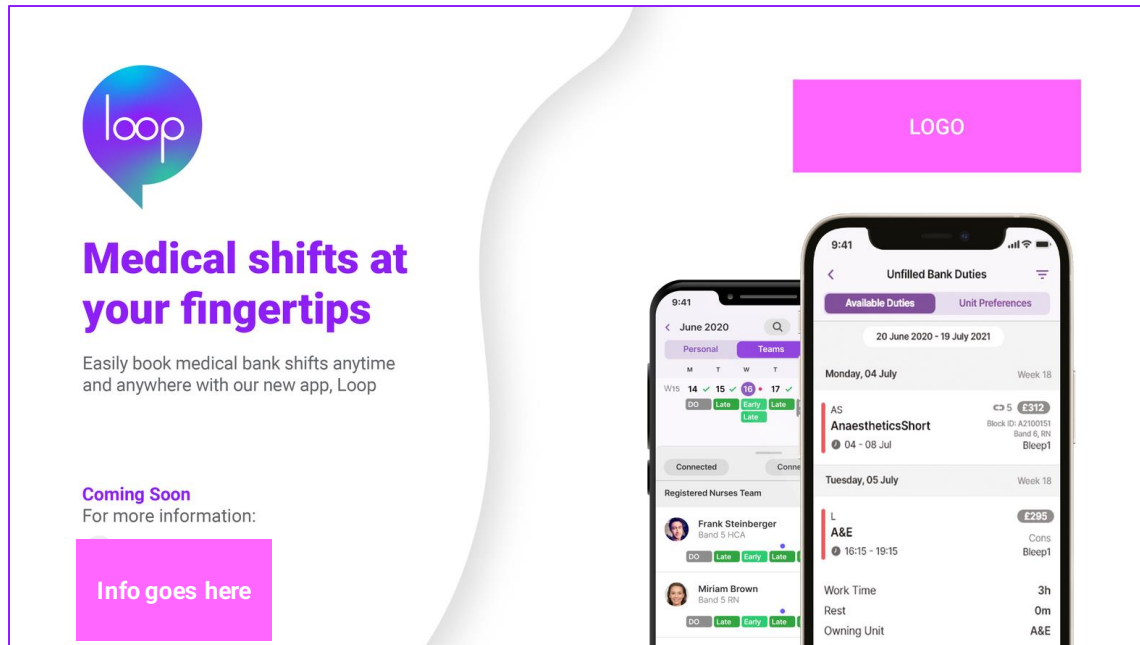 loop
Medical shifts at
your fingertips
Easily book medical bank shifts anytime
and anywhere with our new app, Loop
Coming Soon
For more information:
Info goes here
LOGO
9:41
June 2020
Personal Teams
M T W T
W15 14 15 16 17
DO Late Early Late
Late
Connected Conne
Registered Nurses Team
Frank Steinberger
Band 5 HCA
DO Late Early Late
Miriam Brown
Band 5 RN
DO Late Early Late
9:41
Unfilled Bank Duties
Available Duties Unit Preferences
20 June 2020 - 19 July 2021
Monday, 04 July Week 18
AS 5 £312
AnaestheticsShort Block ID: A2100151
Band 6, RN
04 - 08 Jul Bleep1
Tuesday, 05 July Week 18
L £295
A&E Cons
16:15 - 19:15 Bleep1
Work Time 3h
Rest 0m
Owning Unit A&E